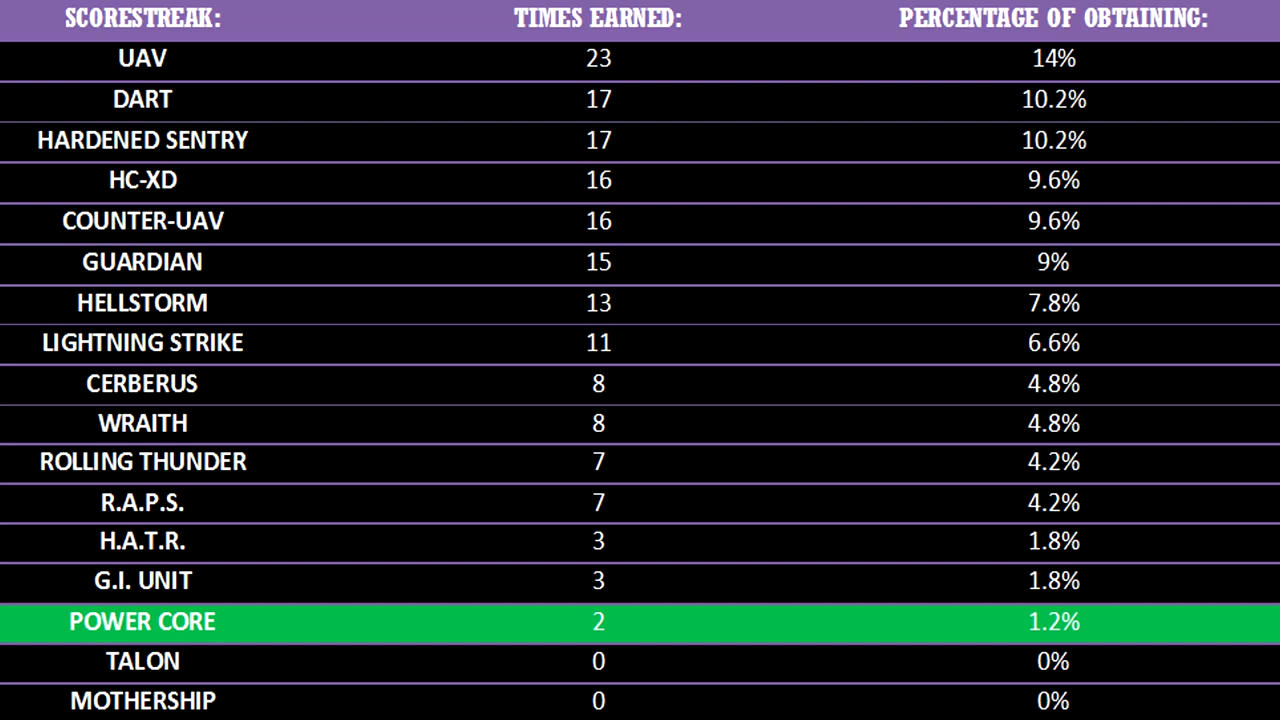 SCORESTREAK: TIMES EARNED: PERCENTAGE OF OBTAINING:
UAV 23 14%
DART 17 10.2%
HARDENED SENTRY 17 10.2%
HC-XD 16 9.6%
COUNTER-UAV 16 9.6%
GUARDIAN 15 9%
HELLSTORM 13 7.8%
LIGHTNING STRIKE 11 6.6%
CERBERUS 8 4.8%
WRAITH 8 4.8%
ROLLING THUNDER 7 4.2%
R.A.P.S. 7 4.2%
H.A.T.R. 3 1.8%
G.I. UNIT 3 1.8%
POWER CORE 2 1.2%
TALON 0 0%
MOTHERSHIP 0 0%